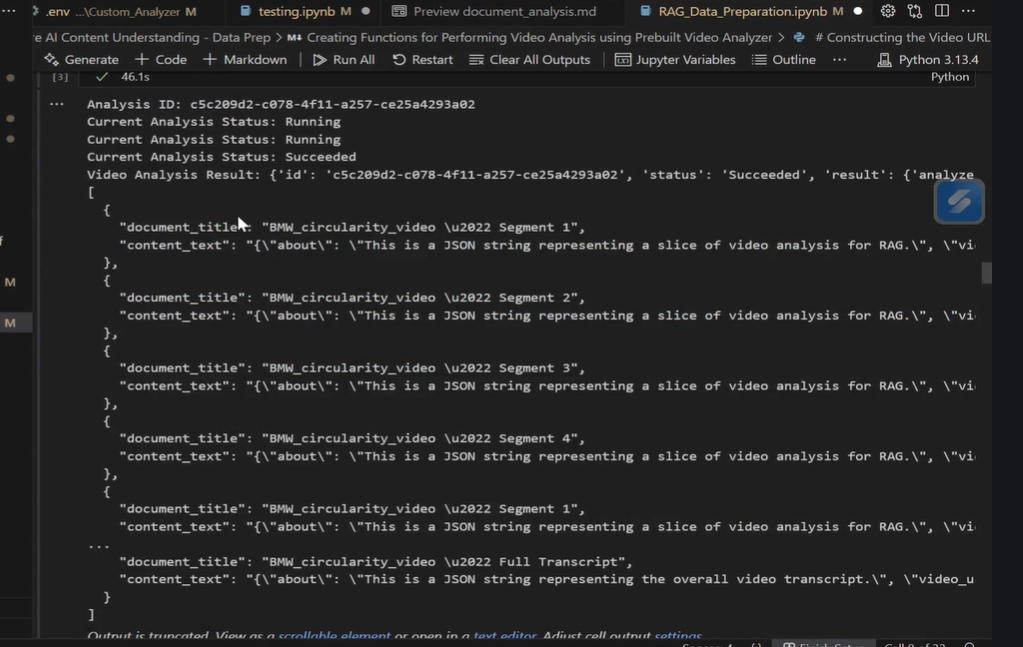 .env ...\Custom_Analyzer M testing.ipynb M Preview document_analysis.md RAG_Data_Preparation.ipynb M
re AI Content Understanding - Data Prep > M↓ Creating Functions for Performing Video Analysis using Prebuilt Video Analyzer > # Constructing the Video URL
Generate + Code + Markdown Run All Restart Clear All Outputs Jupyter Variables Outline ... Python 3.13.4
[3] ✓ 46.1s Python
... Analysis ID: c5c209d2-c078-4f11-a257-ce25a4293a02
Current Analysis Status: Running
Current Analysis Status: Running
Current Analysis Status: Succeeded
Video Analysis Result: {'id': 'c5c209d2-c078-4f11-a257-ce25a4293a02', 'status': 'Succeeded', 'result': {'analyze
[
{
"document_title": "BMW_circularity_video \u2022 Segment 1",
"content_text": "{\"about\": \"This is a JSON string representing a slice of video analysis for RAG.\", \"vi
},
{
"document_title": "BMW_circularity_video \u2022 Segment 2",
"content_text": "{\"about\": \"This is a JSON string representing a slice of video analysis for RAG.\", \"vi
},
{
"document_title": "BMW_circularity_video \u2022 Segment 3",
"content_text": "{\"about\": \"This is a JSON string representing a slice of video analysis for RAG.\", \"vi
},
{
"document_title": "BMW_circularity_video \u2022 Segment 4",
"content_text": "{\"about\": \"This is a JSON string representing a slice of video analysis for RAG.\", \"vi
},
{
"document_title": "BMW_circularity_video \u2022 Segment 1",
"content_text": "{\"about\": \"This is a JSON string representing a slice of video analysis for RAG.\", \"vi
...
"document_title": "BMW_circularity_video \u2022 Full Transcript",
"content_text": "{\"about\": \"This is a JSON string representing the overall video transcript.\", \"video_u
}
]
Output is truncated. View as a scrollable element or open in a text editor. Adjust cell output settings
M
M